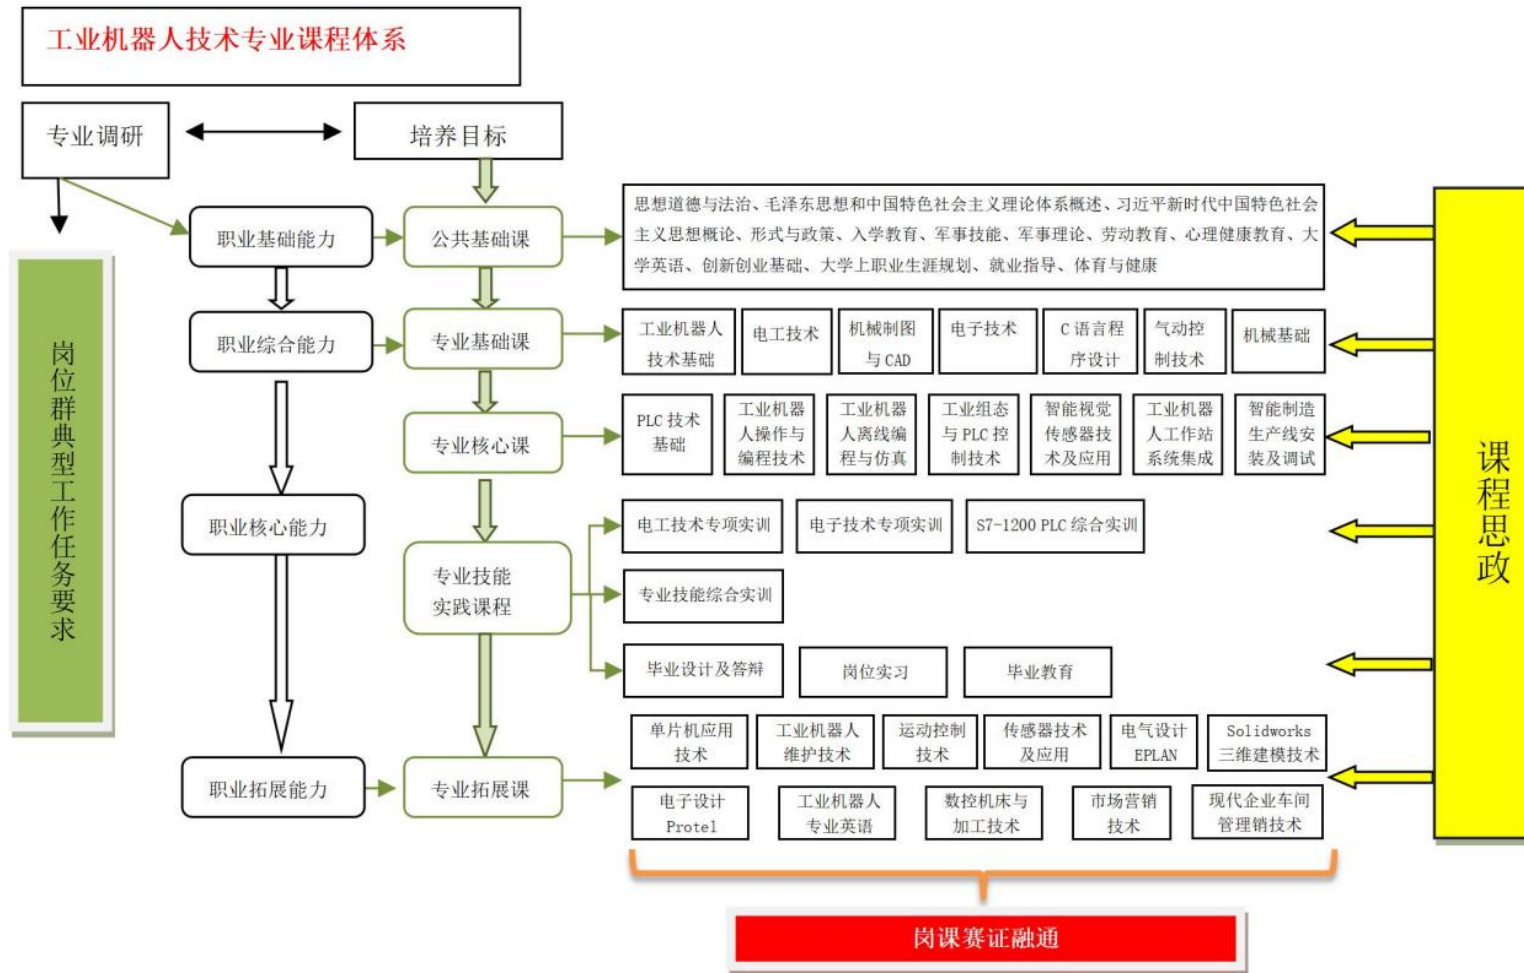 工业机器人技术专业课程体系
专业调研
培养目标
职业基础能力
公共基础课
思想道德与法治、毛泽东思想和中国特色社会主义理论体系概述、习近平新时代中国特色社会
主义思想概论、形式与政策、入学教育、军事技能、军事理论、劳动教育、心理健康教育、大
学英语、创新创业基础、大学上职业生涯规划、就业指导、体育与健康
职业综合能力
专业基础课
工业机器人
技术基础
电工技术
机械制图
与 CAD
电子技术
C 语言程
序设计
气动控
制技术
机械基础
专业核心课
PLC 技术
基础
工业机器
人操作与
编程技术
工业机器
人离线编
程与仿真
工业组态
与 PLC 控
制技术
智能视觉
传感器技
术及应用
工业机器
人工作站
系统集成
智能制造
生产线安
装及调试
职业核心能力
专业技能
实践课程
电工技术专项实训
电子技术专项实训
S7-1200 PLC 综合实训
专业技能综合实训
毕业设计及答辩
岗位实习
毕业教育
职业拓展能力
专业拓展课
单片机应用
技术
工业机器人
维护技术
运动控制
技术
传感器技术
及应用
电气设计
EPLAN
Solidworks
三维建模技术
电子设计
Protel
工业机器人
专业英语
数控机床与
加工技术
市场营销
技术
现代企业车间
管理销技术
岗位群典型工作任务要求
课程思政
岗课赛证融通